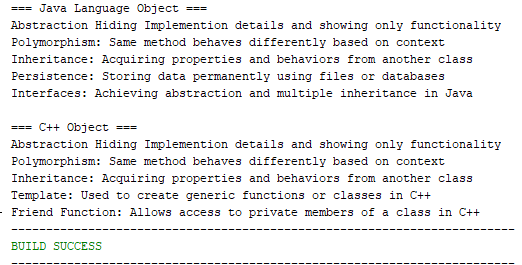 === Java Language Object ===
Abstraction Hiding Implemention details and showing only functionality
Polymorphism: Same method behaves differently based on context
Inheritance: Acquiring properties and behaviors from another class
Persistence: Storing data permanently using files or databases
Interfaces: Achieving abstraction and multiple inheritance in Java

=== C++ Object ===
Abstraction Hiding Implemention details and showing only functionality
Polymorphism: Same method behaves differently based on context
Inheritance: Acquiring properties and behaviors from another class
Template: Used to create generic functions or classes in C++
Friend Function: Allows access to private members of a class in C++
------------------------------------------------------------------------
BUILD SUCCESS
------------------------------------------------------------------------